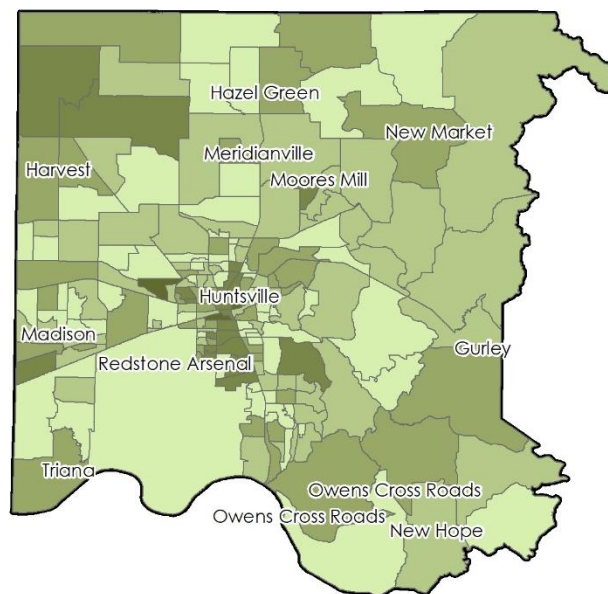 Hazel Green
New Market
Meridianville
Harvest
Moores Mill
Huntsville
Madison
Gurley
Redstone Arsenal
Triana
Owens Cross Roads
Owens Cross Roads
New Hope